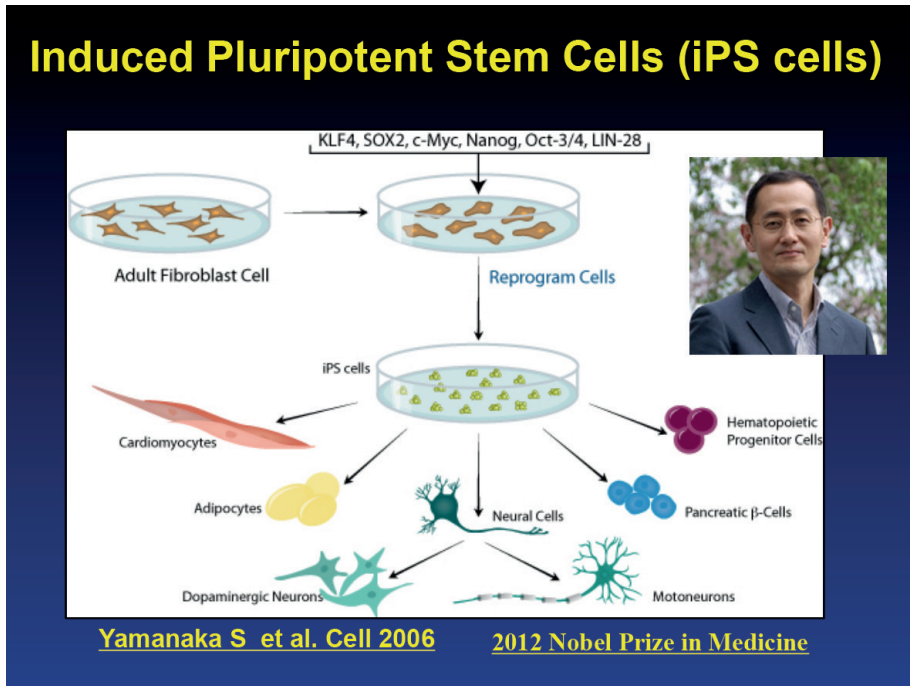 Induced Pluripotent Stem Cells (iPS cells)
KLF4, SOX2, c-Myc, Nanog, Oct-3/4, LIN-28
Adult Fibroblast Cell
Reprogram Cells
iPS cells
Cardiomyocytes
Hematopoietic
Progenitor Cells
Adipocytes
Neural Cells
Pancreatic β-Cells
Dopaminergic Neurons
Motoneurons
Yamanaka S et al. Cell 2006
2012 Nobel Prize in Medicine